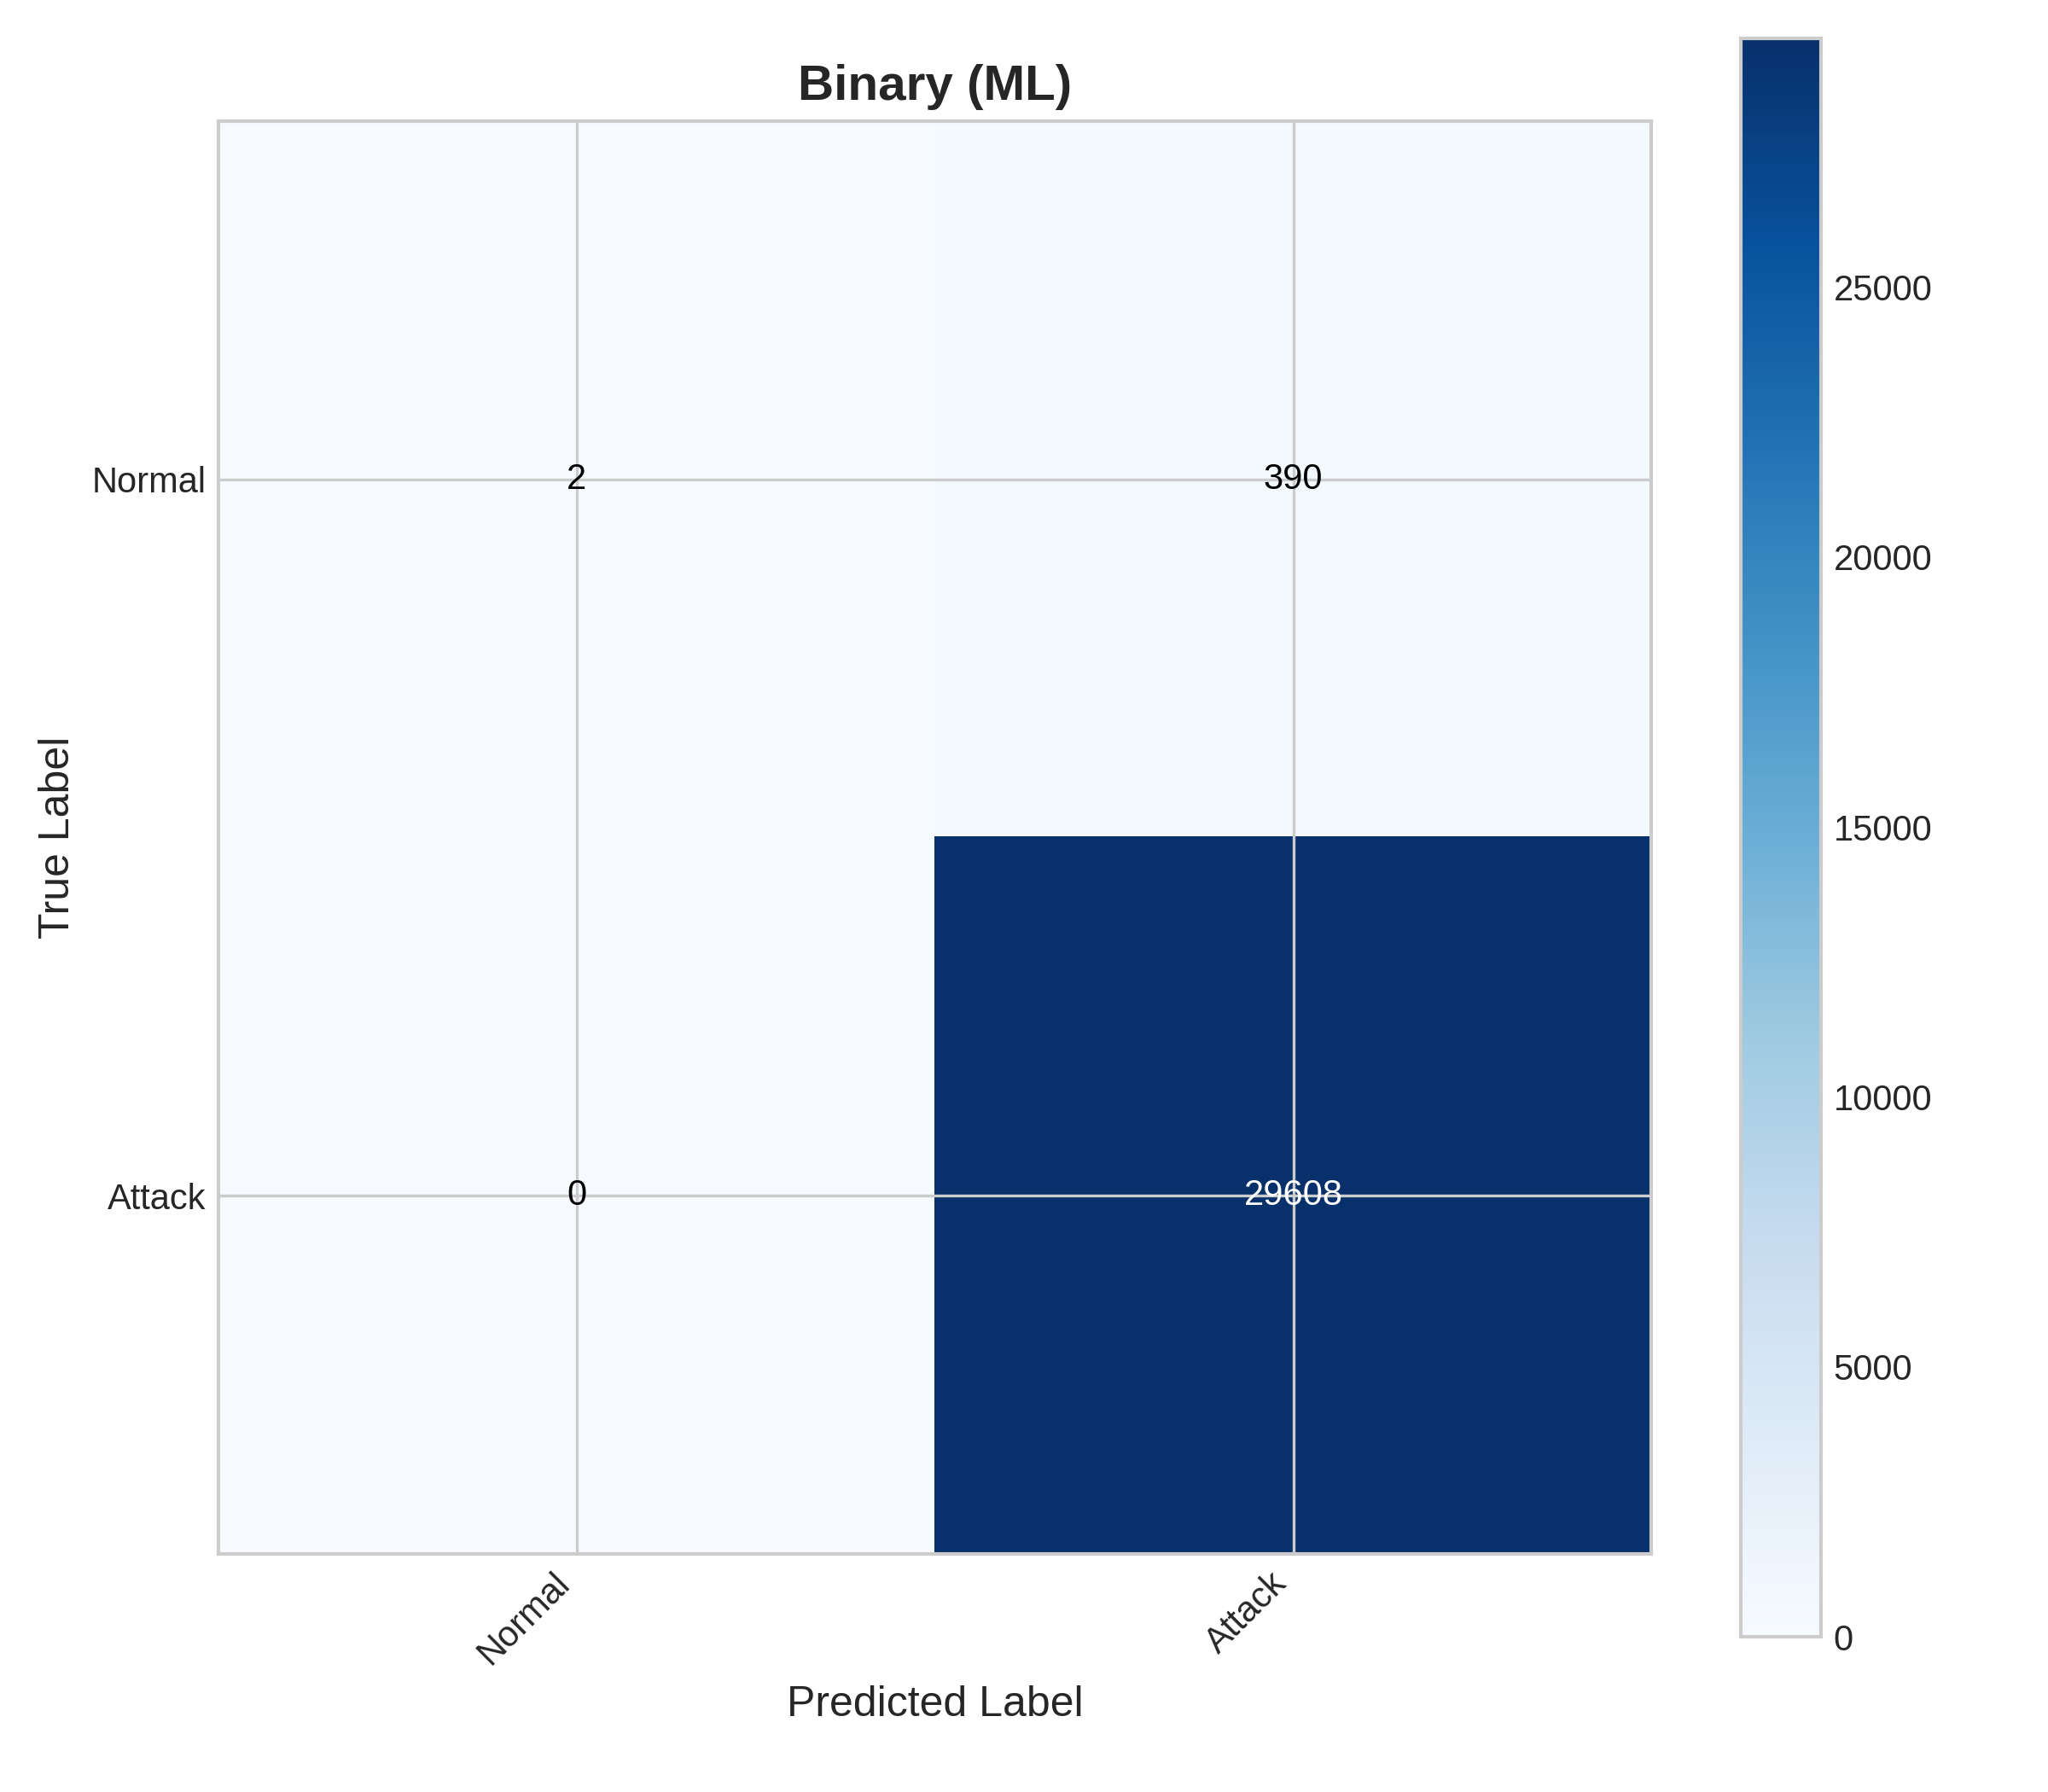 Binary (ML)
True Label
Normal
2
390
Attack
0
29608
Normal
Attack
Predicted Label
25000
20000
15000
10000
5000
0